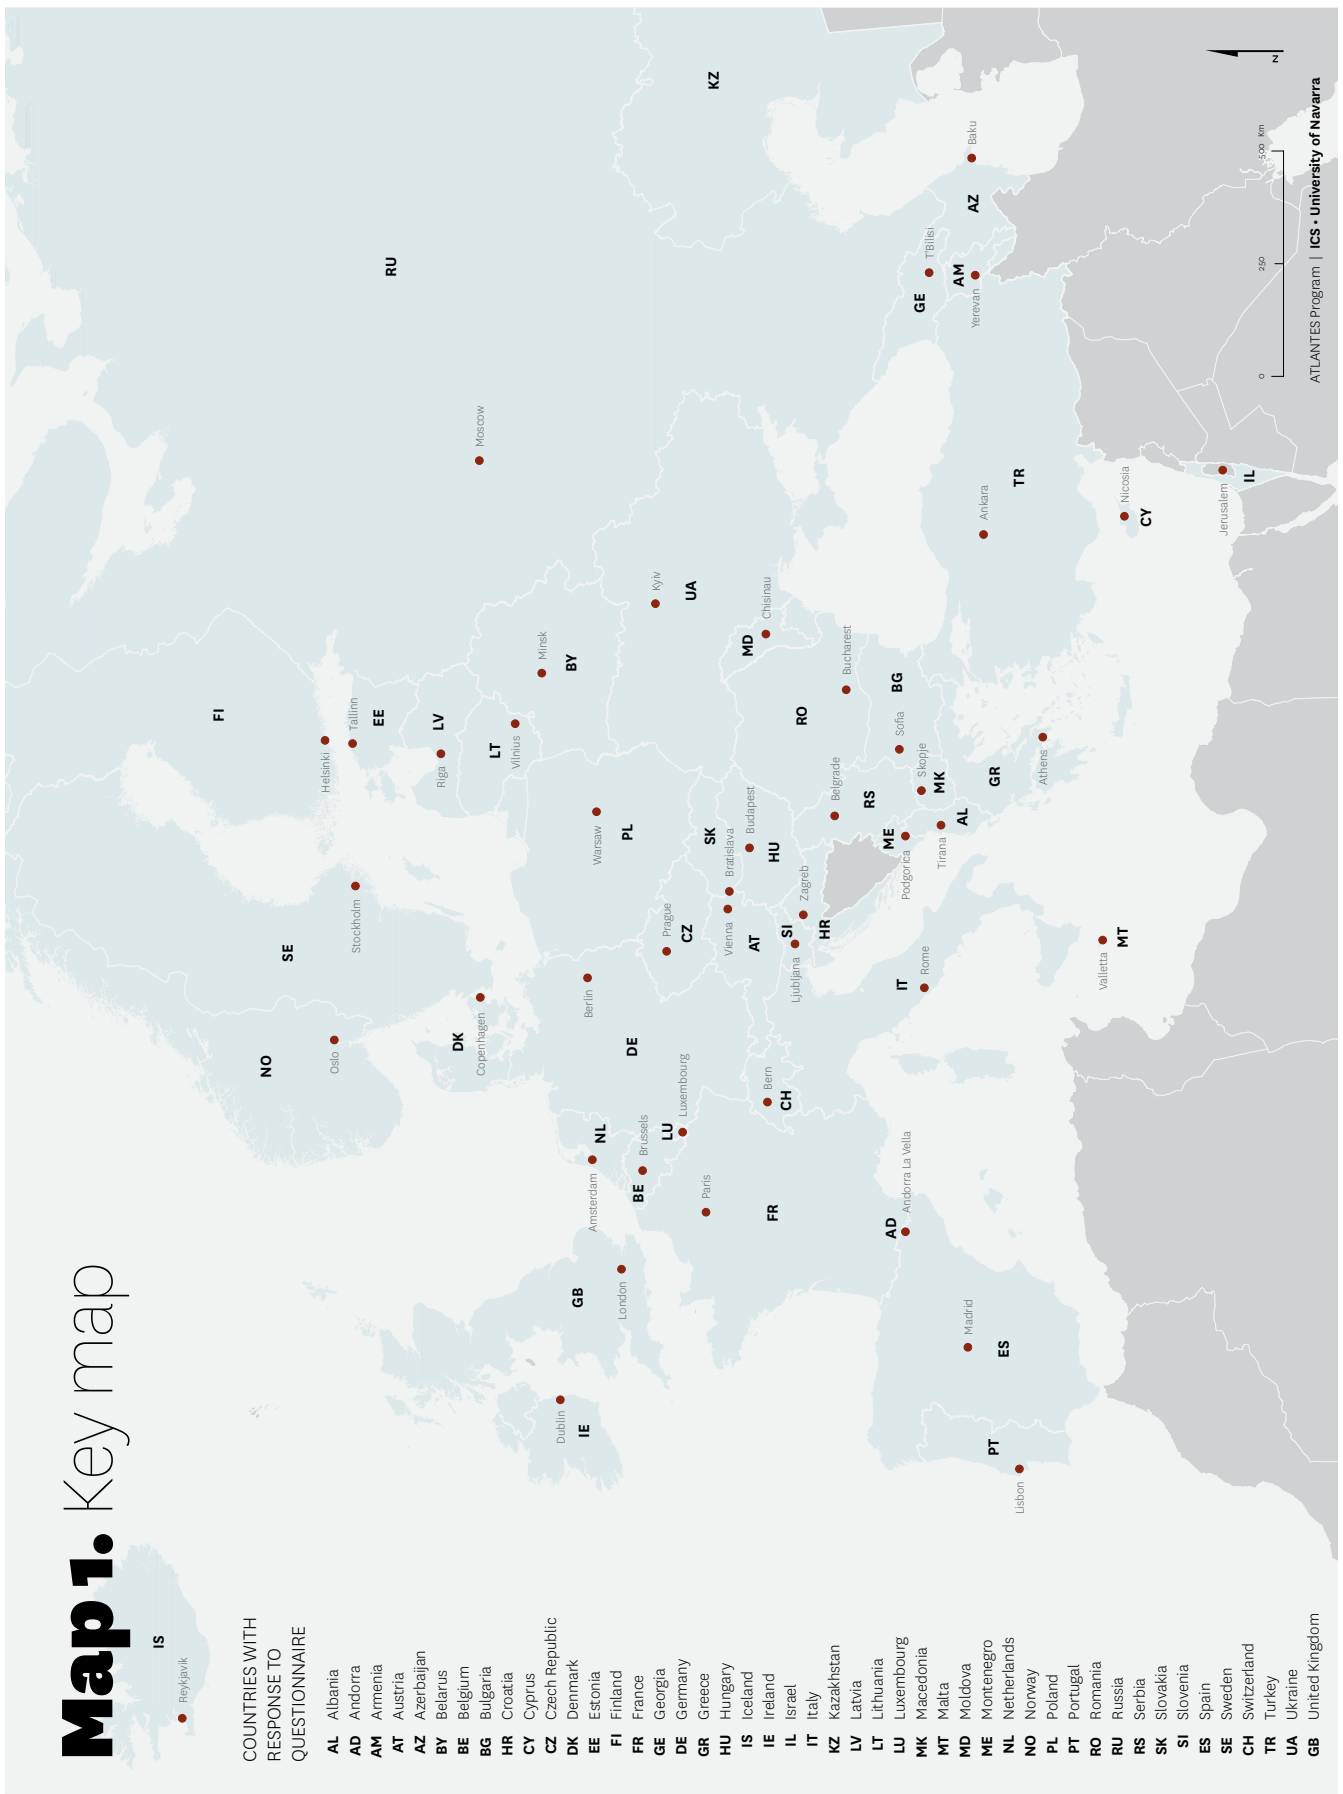 Map 1. Key map
COUNTRIES WITH
RESPONSE TO
QUESTIONNAIRE
AL Albania
AD Andorra
AM Armenia
AT Austria
AZ Azerbaijan
BY Belarus
BE Belgium
BG Bulgaria
HR Croatia
CY Cyprus
CZ Czech Republic
DK Denmark
EE Estonia
FI Finland
FR France
GE Georgia
DE Germany
GR Greece
HU Hungary
IS Iceland
IE Ireland
IL Israel
IT Italy
KZ Kazakhstan
LV Latvia
LT Lithuania
LU Luxembourg
MK Macedonia
MT Malta
MD Moldova
ME Montenegro
NL Netherlands
NO Norway
PL Poland
PT Portugal
RO Romania
RU Russia
RS Serbia
SK Slovakia
SI Slovenia
ES Spain
SE Sweden
CH Switzerland
TR Turkey
UA Ukraine
GB United Kingdom
IS
Reykjavik
FI
RU
NO
SE
Helsinki
Oslo
Tallinn
Stockholm
EE
LV
Riga
DK
Copenhagen
Moscow
LT
Vilnius
Minsk
BY
Dublin
IE
GB
London
Amsterdam
NL
Berlin
Warsaw
PL
DE
BE
Brussels
Kyiv
UA
LU
Luxembourg
Prague
CZ
Paris
FR
SK
KZ
Vienna
Bratislava
AT
Budapest
HU
MD
Chisinau
Bern
CH
SI
Ljubljana
Zagreb
HR
RO
Belgrade
Bucharest
RS
ME
Podgorica
AD
Andorra La Vella
IT
Rome
BG
Sofia
Skopje
MK
Tirana
AL
GE
T'Bilisi
AM
Yerevan
AZ
Baku
Madrid
ES
PT
Lisbon
GR
Athens
Ankara
TR
Valletta
MT
Nicosia
CY
Jerusalem
IL
N
0 250 500 Km
ATLANTES Program | ICS • University of Navarra